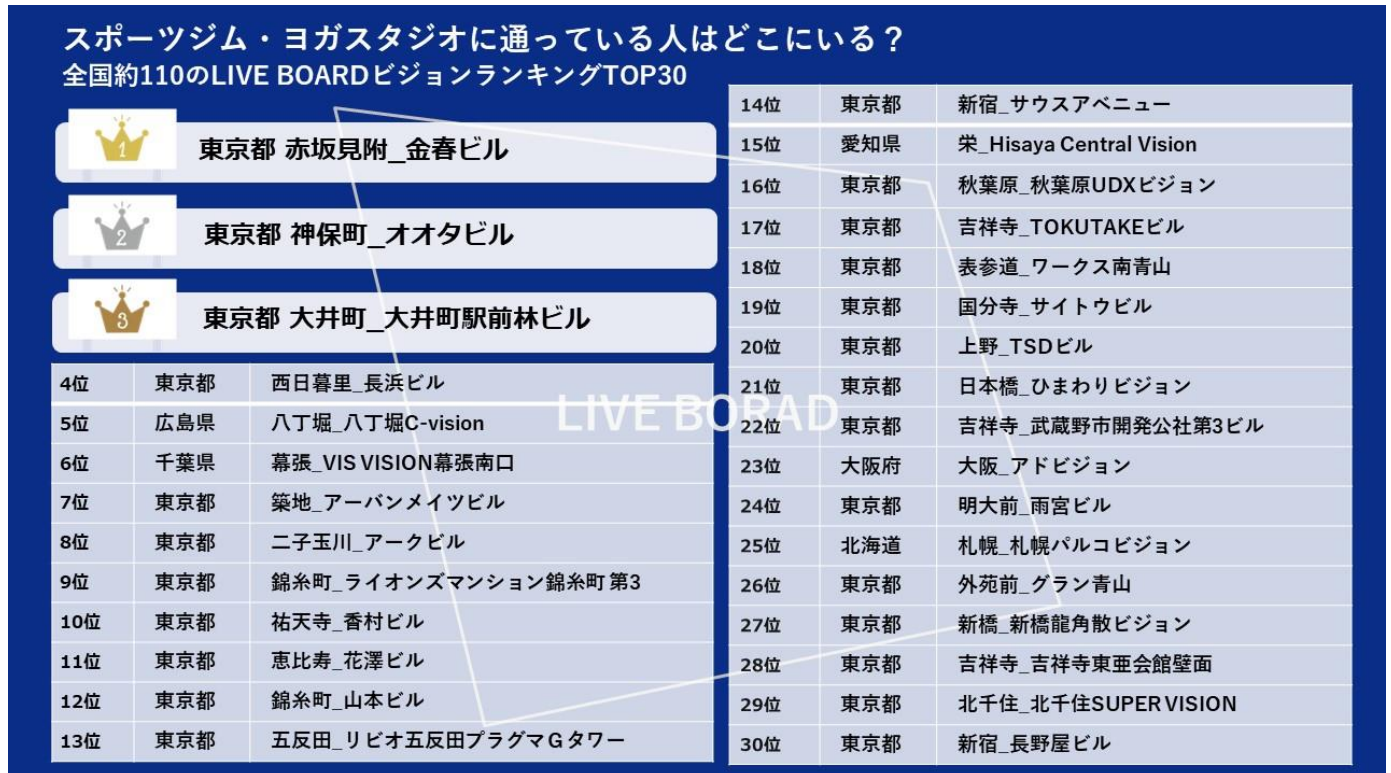 スポーツジム・ヨガスタジオに通っている人はどこにいる？
全国約110のLIVE BOARDビジョンランキングTOP30
1 東京都 赤坂見附_金春ビル
2 東京都 神保町_オオタビル
3 東京都 大井町_大井町駅前林ビル
4位 東京都 西日暮里_長浜ビル
5位 広島県 八丁堀_八丁堀C-vision
6位 千葉県 幕張_VIS VISION幕張南口
7位 東京都 築地_アーバンメイツビル
8位 東京都 二子玉川_アークビル
9位 東京都 錦糸町_ライオンズマンション錦糸町第3
10位 東京都 祐天寺_香村ビル
11位 東京都 恵比寿_花澤ビル
12位 東京都 錦糸町_山本ビル
13位 東京都 五反田_リビオ五反田プラグマGタワー
14位 東京都 新宿_サウスアベニュー
15位 愛知県 栄_Hisaya Central Vision
16位 東京都 秋葉原_秋葉原UDXビジョン
17位 東京都 吉祥寺_TOKUTAKEビル
18位 東京都 表参道_ワークス南青山
19位 東京都 国分寺_サイトウビル
20位 東京都 上野_TSDビル
21位 東京都 日本橋_ひまわりビジョン
22位 東京都 吉祥寺_武蔵野市開発公社第3ビル
23位 大阪府 大阪_アドビジョン
24位 東京都 明大前_雨宮ビル
25位 北海道 札幌_札幌パルコビジョン
26位 東京都 外苑前_グラン青山
27位 東京都 新橋_新橋龍角散ビジョン
28位 東京都 吉祥寺_吉祥寺東亜会館壁面
29位 東京都 北千住_北千住SUPER VISION
30位 東京都 新宿_長野屋ビル
LIVE BORAD